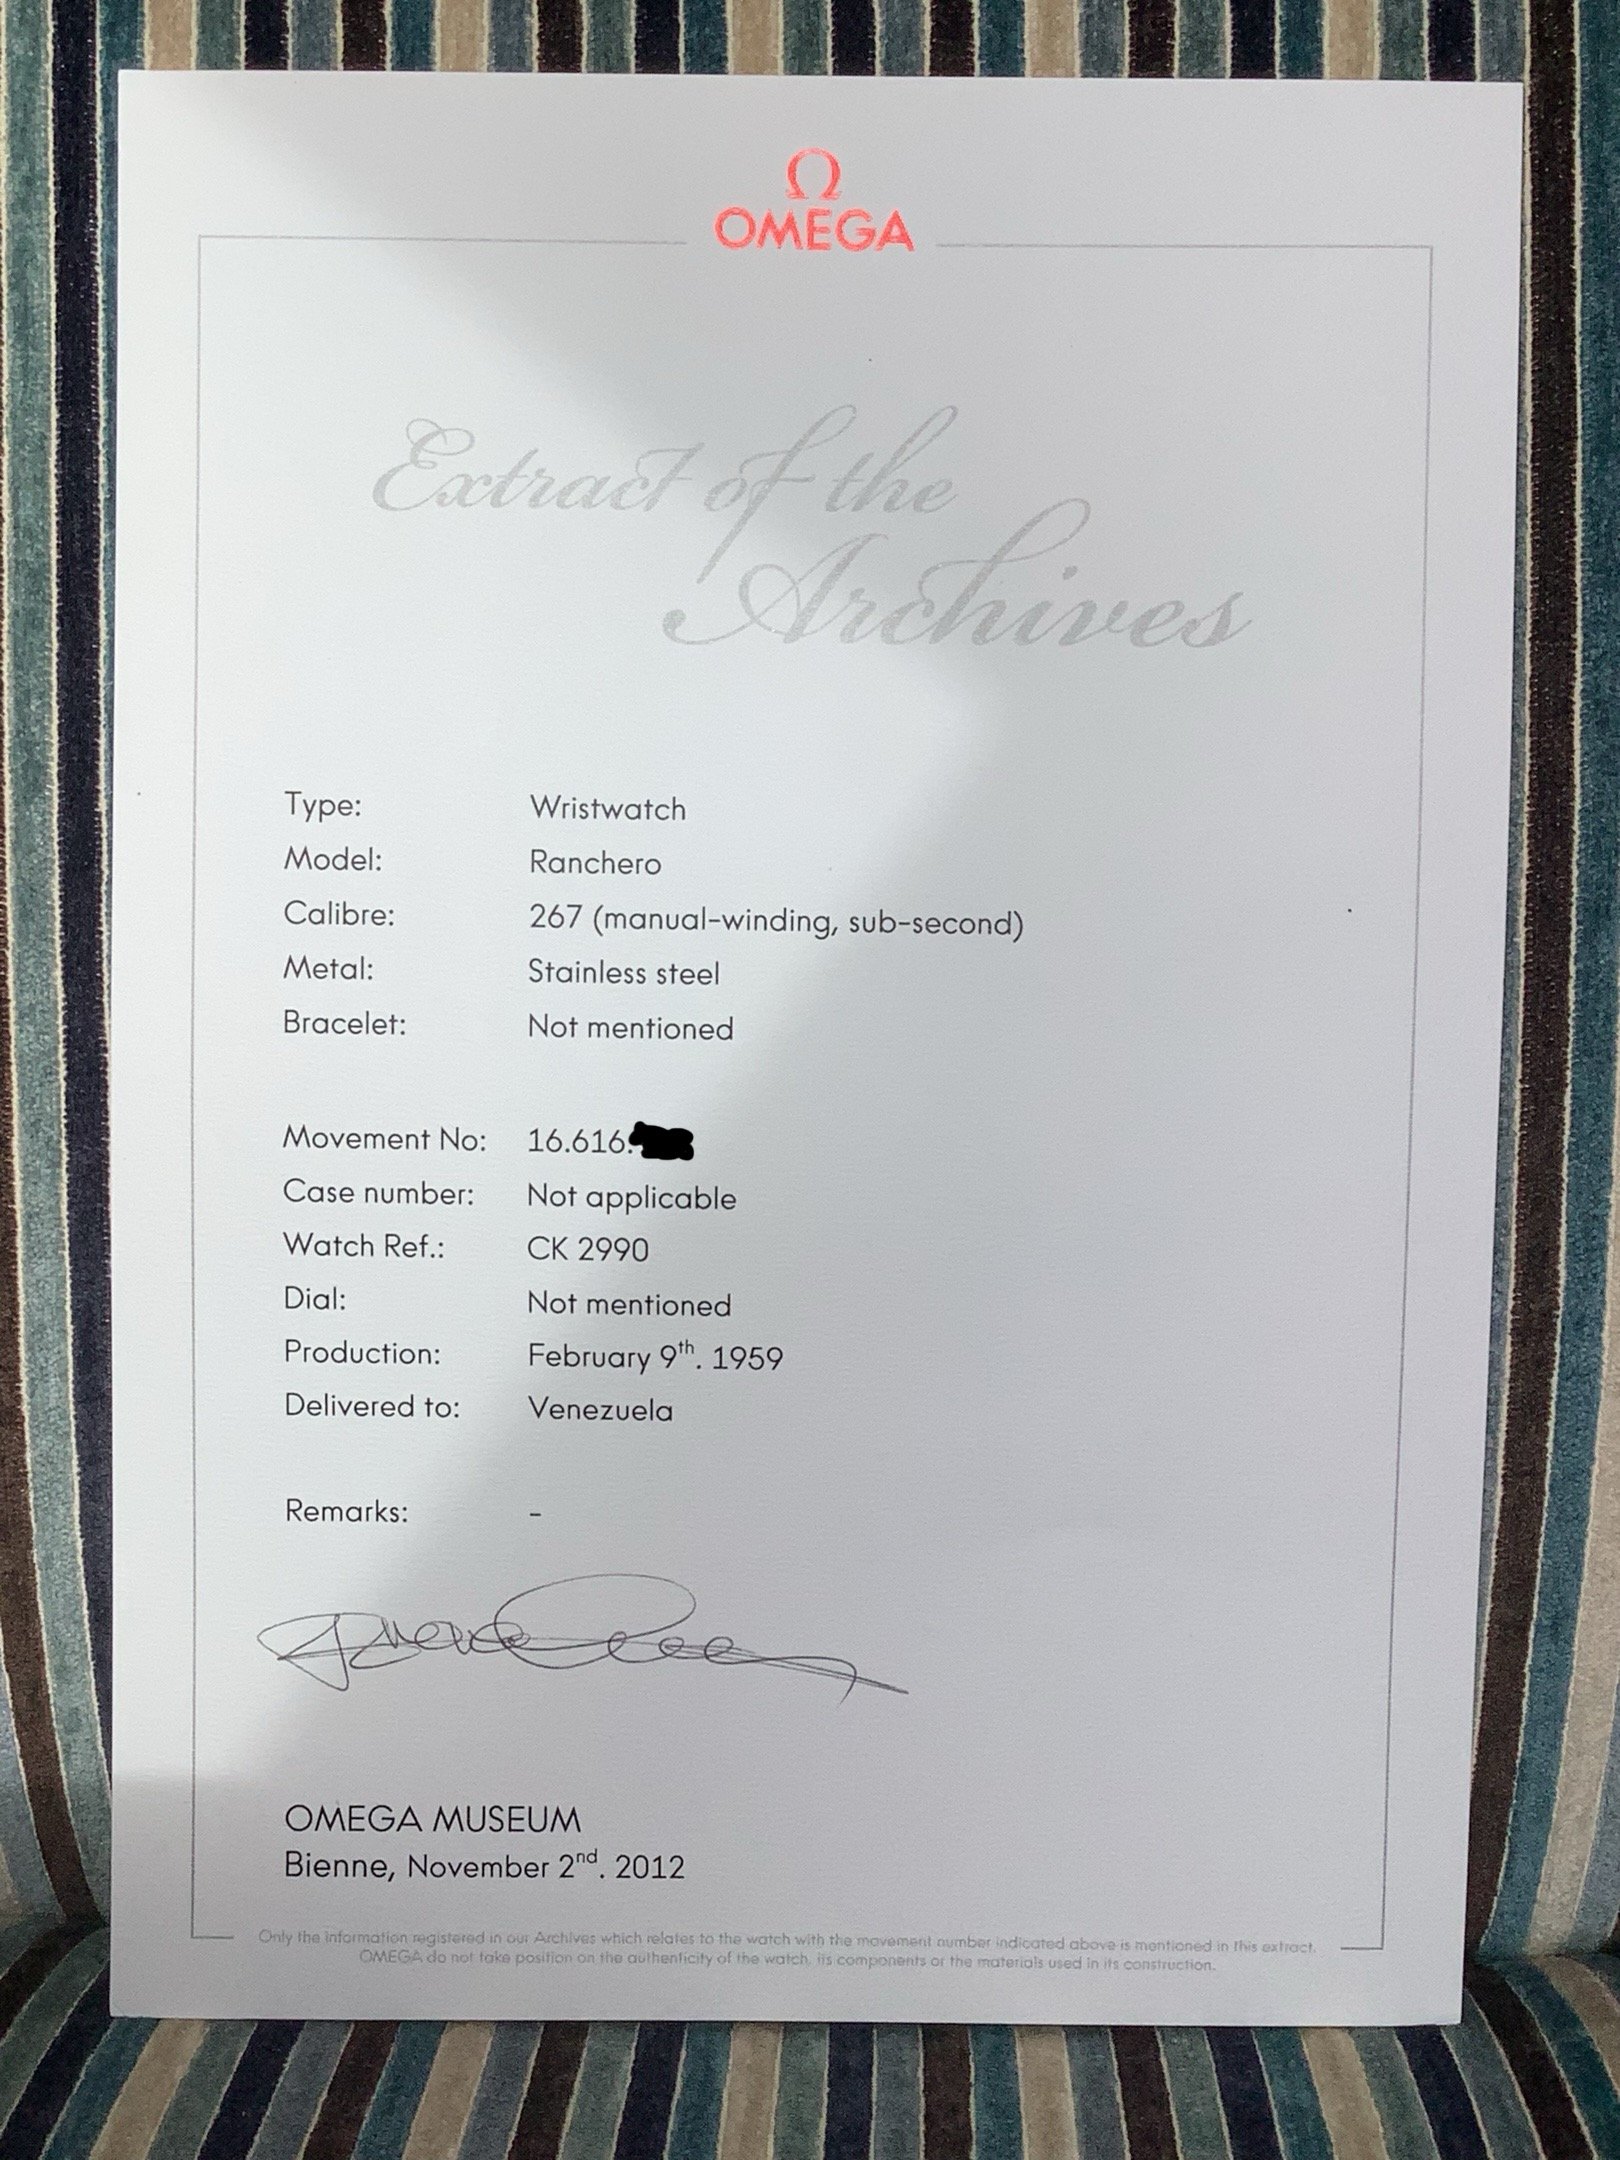 Ω
OMEGA
Extract of the
Archives
Type: Wristwatch
Model: Ranchero
Calibre: 267 (manual-winding, sub-second)
Metal: Stainless steel
Bracelet: Not mentioned
Movement No: 16.616.
Case number: Not applicable
Watch Ref.: CK 2990
Dial: Not mentioned
Production: February 9th. 1959
Delivered to: Venezuela
Remarks: -
OMEGA MUSEUM
Bienne, November 2nd. 2012
Only the information registered in our Archives which relates to the watch with the movement number indicated above is mentioned in this extract.
OMEGA do not take position on the authenticity of the watch, its components or the materials used in its construction.